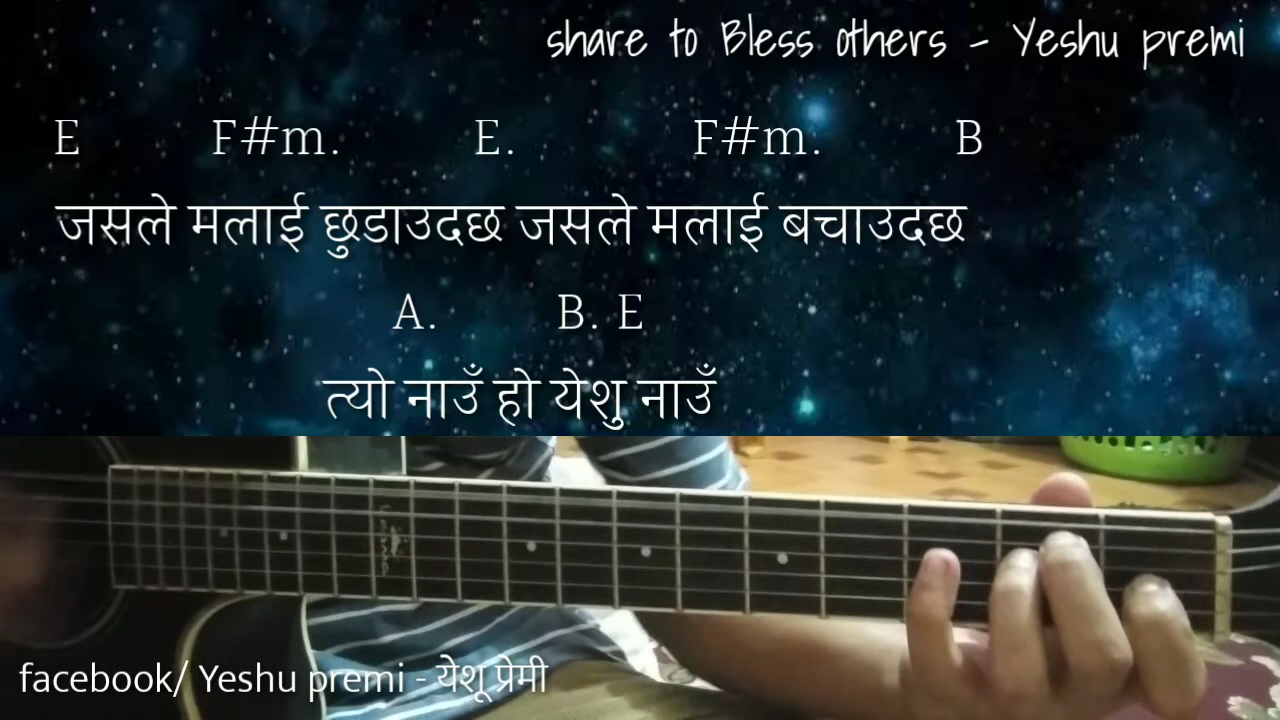 share to Bless others - Yeshu premi
E F#m. E. F#m. B
जसले मलाई छुडाउदछ जसले मलाई बचाउदछ
A. B. E
त्यो नाउँ हो येशु नाउँ
facebook/ Yeshu premi - येशू प्रेमी